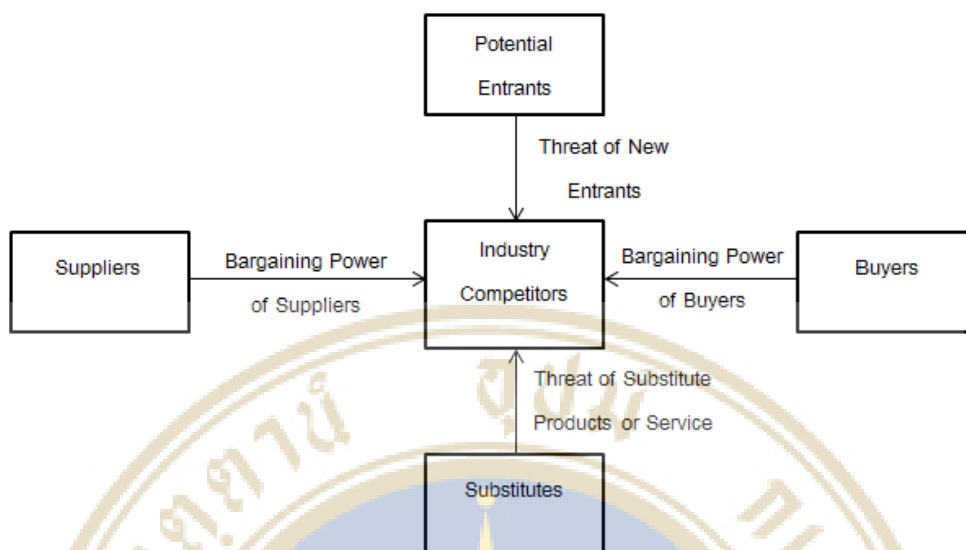 Potential
Entrants
Threat of New
Entrants
Suppliers
Bargaining Power
of Suppliers
Industry
Competitors
Bargaining Power
of Buyers
Buyers
Threat of Substitute
Products or Service
Substitutes